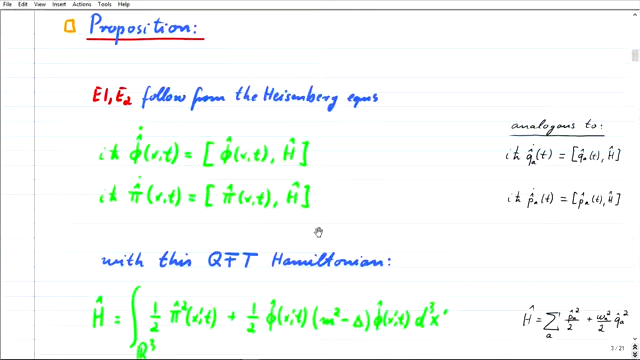 File Edit View Insert Actions Tools Help
Proposition:
E1, E2 follow from the Heisenberg equs
iℏ φ̂̇(x,t) = [φ̂(x,t), Ĥ]
iℏ π̂̇(x,t) = [π̂(x,t), Ĥ]
analogous to:
iℏ q̂̇ₐ(t) = [q̂ₐ(t), Ĥ]
iℏ p̂̇ₐ(t) = [p̂ₐ(t), Ĥ]
with this QFT Hamiltonian:
Ĥ = ∫_{ℝ³} 1/2 π̂²(x',t) + 1/2 φ̂(x',t) (m² − Δ) φ̂(x',t) d³x'
Ĥ = Σₐ p̂ₐ²/2 + ωₐ²/2 q̂ₐ²
3 / 21